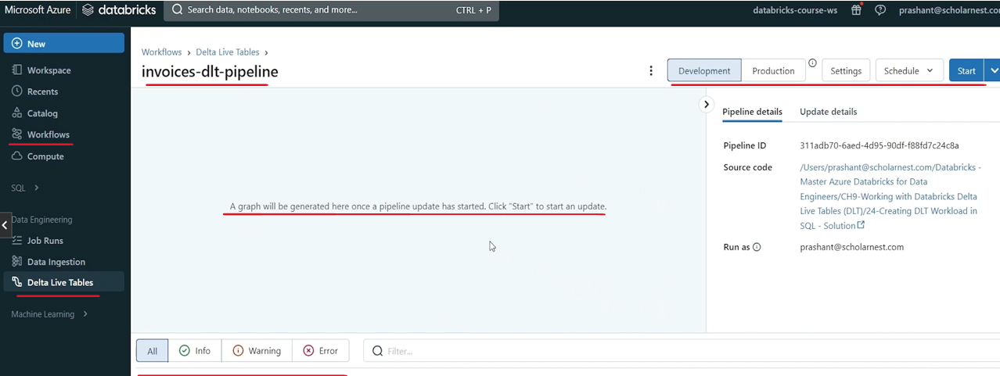 Microsoft Azure databricks Search data, notebooks, recents, and more... CTRL + P databricks-course-ws prashant@scholarnest.com
New
Workspace
Recents
Catalog
Workflows
Compute
SQL
Data Engineering
Job Runs
Data Ingestion
Delta Live Tables
Machine Learning
Workflows > Delta Live Tables >
invoices-dlt-pipeline
Development Production Settings Schedule Start
A graph will be generated here once a pipeline update has started. Click "Start" to start an update.
Pipeline details Update details
Pipeline ID 311adb70-6aed-4d95-90df-f88fd7c24c8a
Source code /Users/prashant@scholarnest.com/Databricks -
Master Azure Databricks for Data
Engineers/CH9-Working with Databricks Delta
Live Tables (DLT)/24-Creating DLT Workload in
SQL - Solution
Run as prashant@scholarnest.com
All Info Warning Error Filter...